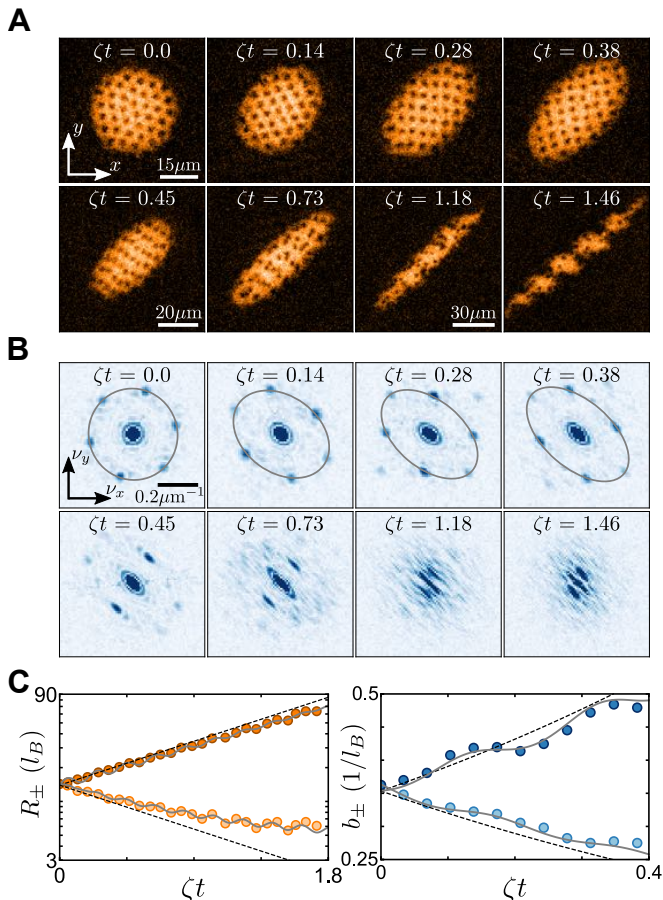 A
ζt = 0.0
ζt = 0.14
ζt = 0.28
ζt = 0.38
y
x
15μm
ζt = 0.45
ζt = 0.73
ζt = 1.18
ζt = 1.46
20μm
30μm
B
ζt = 0.0
ζt = 0.14
ζt = 0.28
ζt = 0.38
ν_y
ν_x
0.2μm⁻¹
ζt = 0.45
ζt = 0.73
ζt = 1.18
ζt = 1.46
C
90
R± (l_B)
3
0
ζt
1.8
0.5
b± (1/l_B)
0.25
0
ζt
0.4